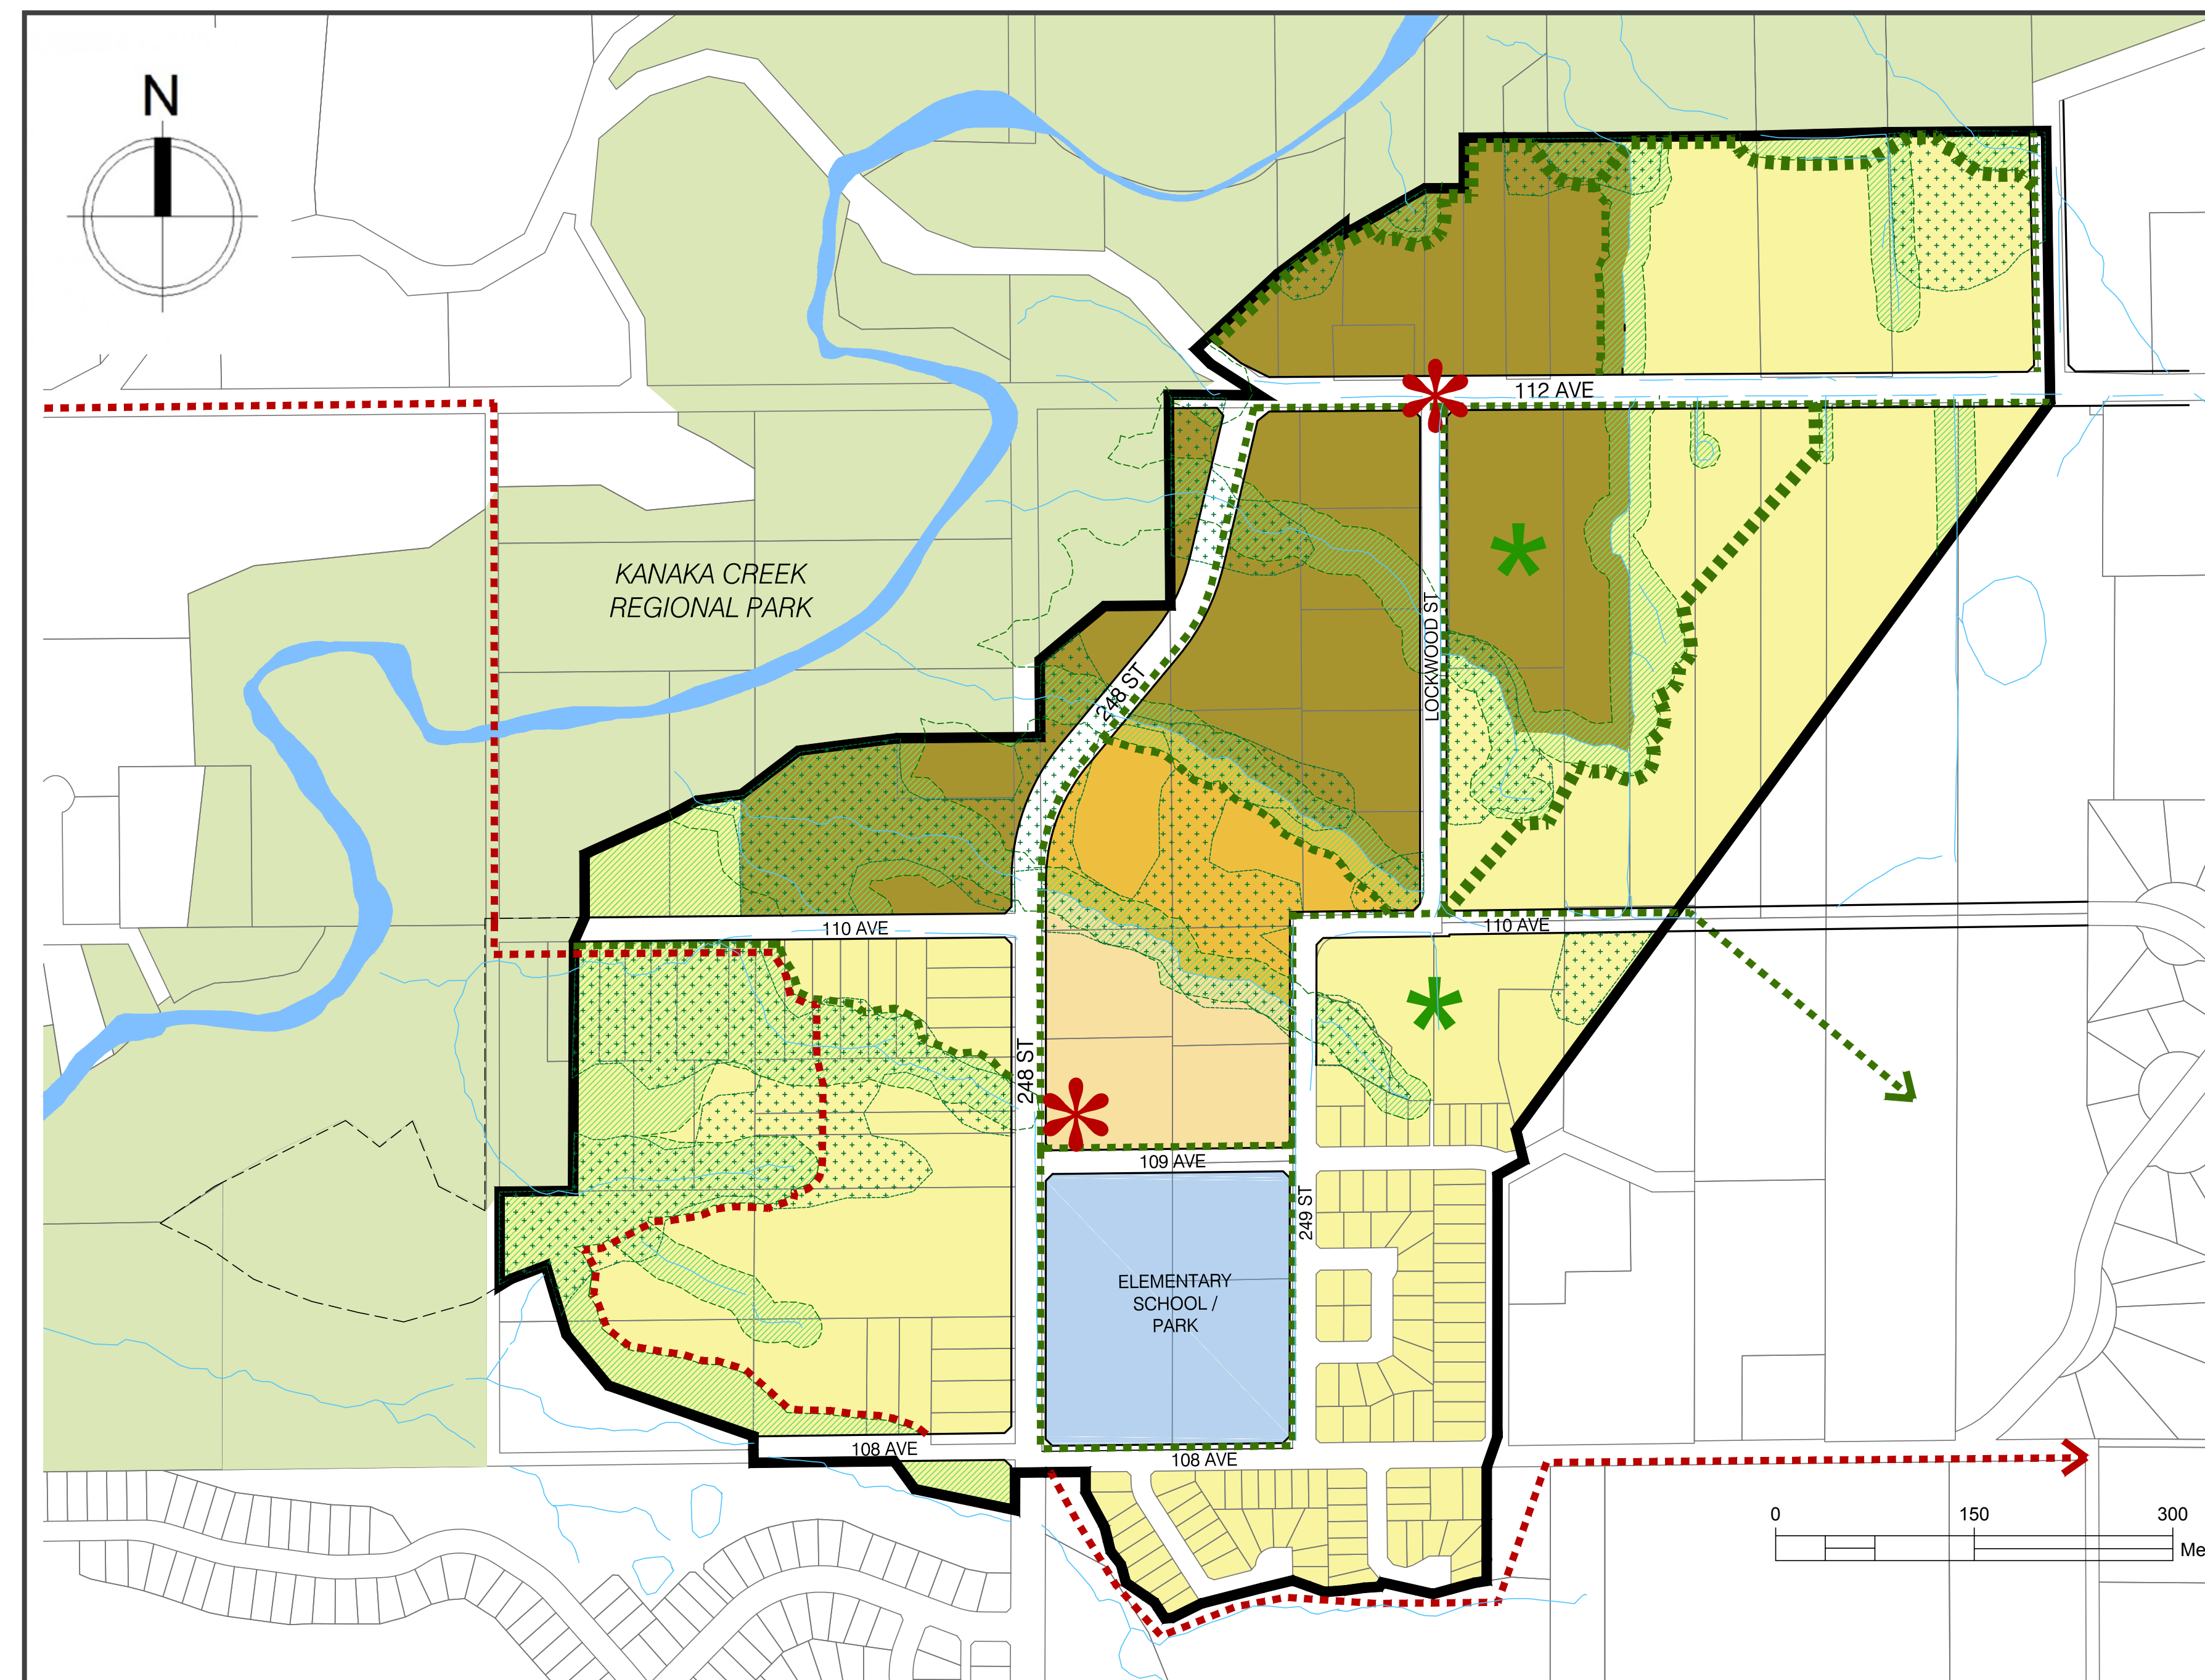 N
112 AVE
KANAKA CREEK
REGIONAL PARK
LOCKWOOD ST
248 ST
110 AVE
110 AVE
248 ST
109 AVE
249 ST
ELEMENTARY
SCHOOL /
PARK
108 AVE
108 AVE
0 150 300
Me